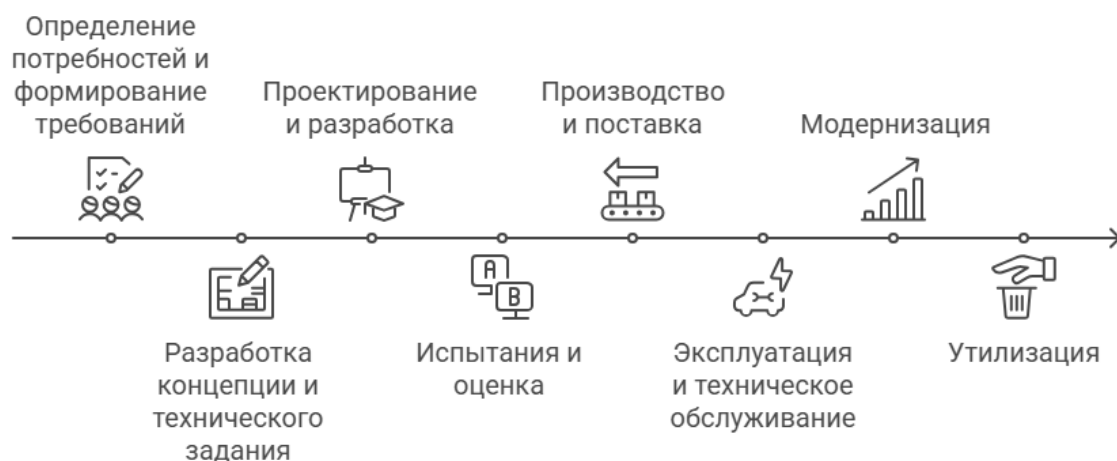 Определение
потребностей и
формирование
требований
Разработка
концепции и
технического
задания
Проектирование
и разработка
A
B
Испытания и
оценка
Производство
и поставка
Эксплуатация
и техническое
обслуживание
Модернизация
Утилизация